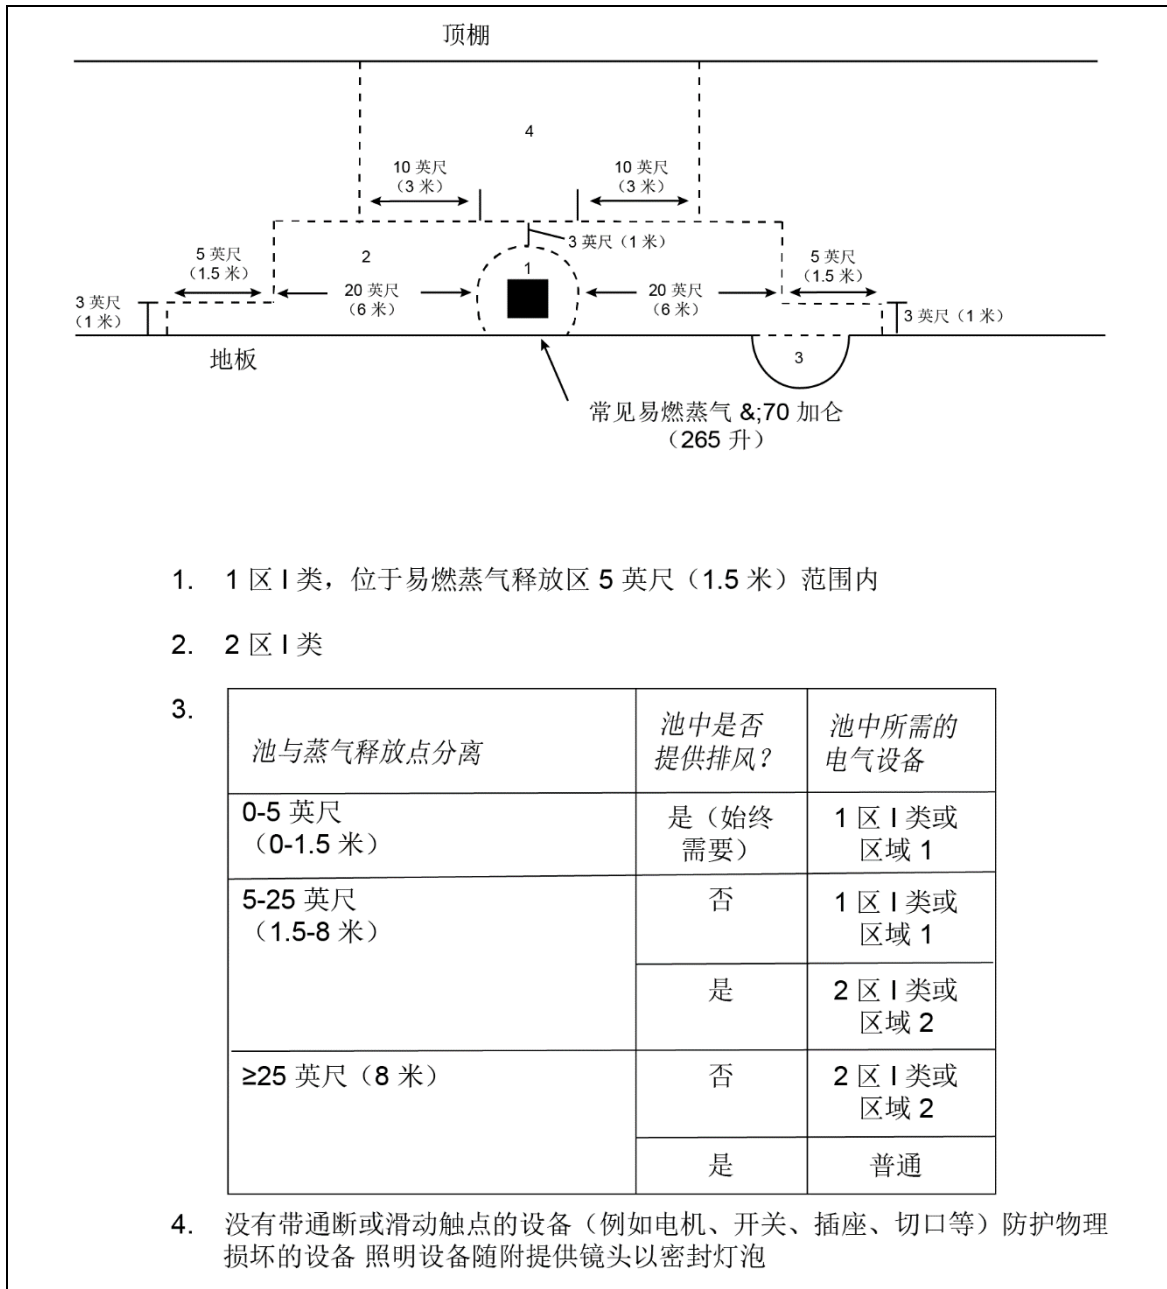 顶棚
4
10 英尺
（3 米）
10 英尺
（3 米）
3 英尺（1 米）
5 英尺
（1.5 米）
2
1
5 英尺
（1.5 米）
3 英尺
（1 米）
20 英尺
（6 米）
20 英尺
（6 米）
3 英尺（1 米）
地板
3
常见易燃蒸气 &;70 加仑
（265 升）
1. 1 区 I 类，位于易燃蒸气释放区 5 英尺（1.5 米）范围内
2. 2 区 I 类
3.
池与蒸气释放点分离
池中是否
提供排风？
池中所需的
电气设备
0-5 英尺
（0-1.5 米）
是（始终
需要）
1 区 I 类或
区域 1
5-25 英尺
（1.5-8 米）
否
1 区 I 类或
区域 1
是
2 区 I 类或
区域 2
≥25 英尺（8 米）
否
2 区 I 类或
区域 2
是
普通
4. 没有带通断或滑动触点的设备（例如电机、开关、插座、切口等）防护物理
损坏的设备 照明设备随附提供镜头以密封灯泡